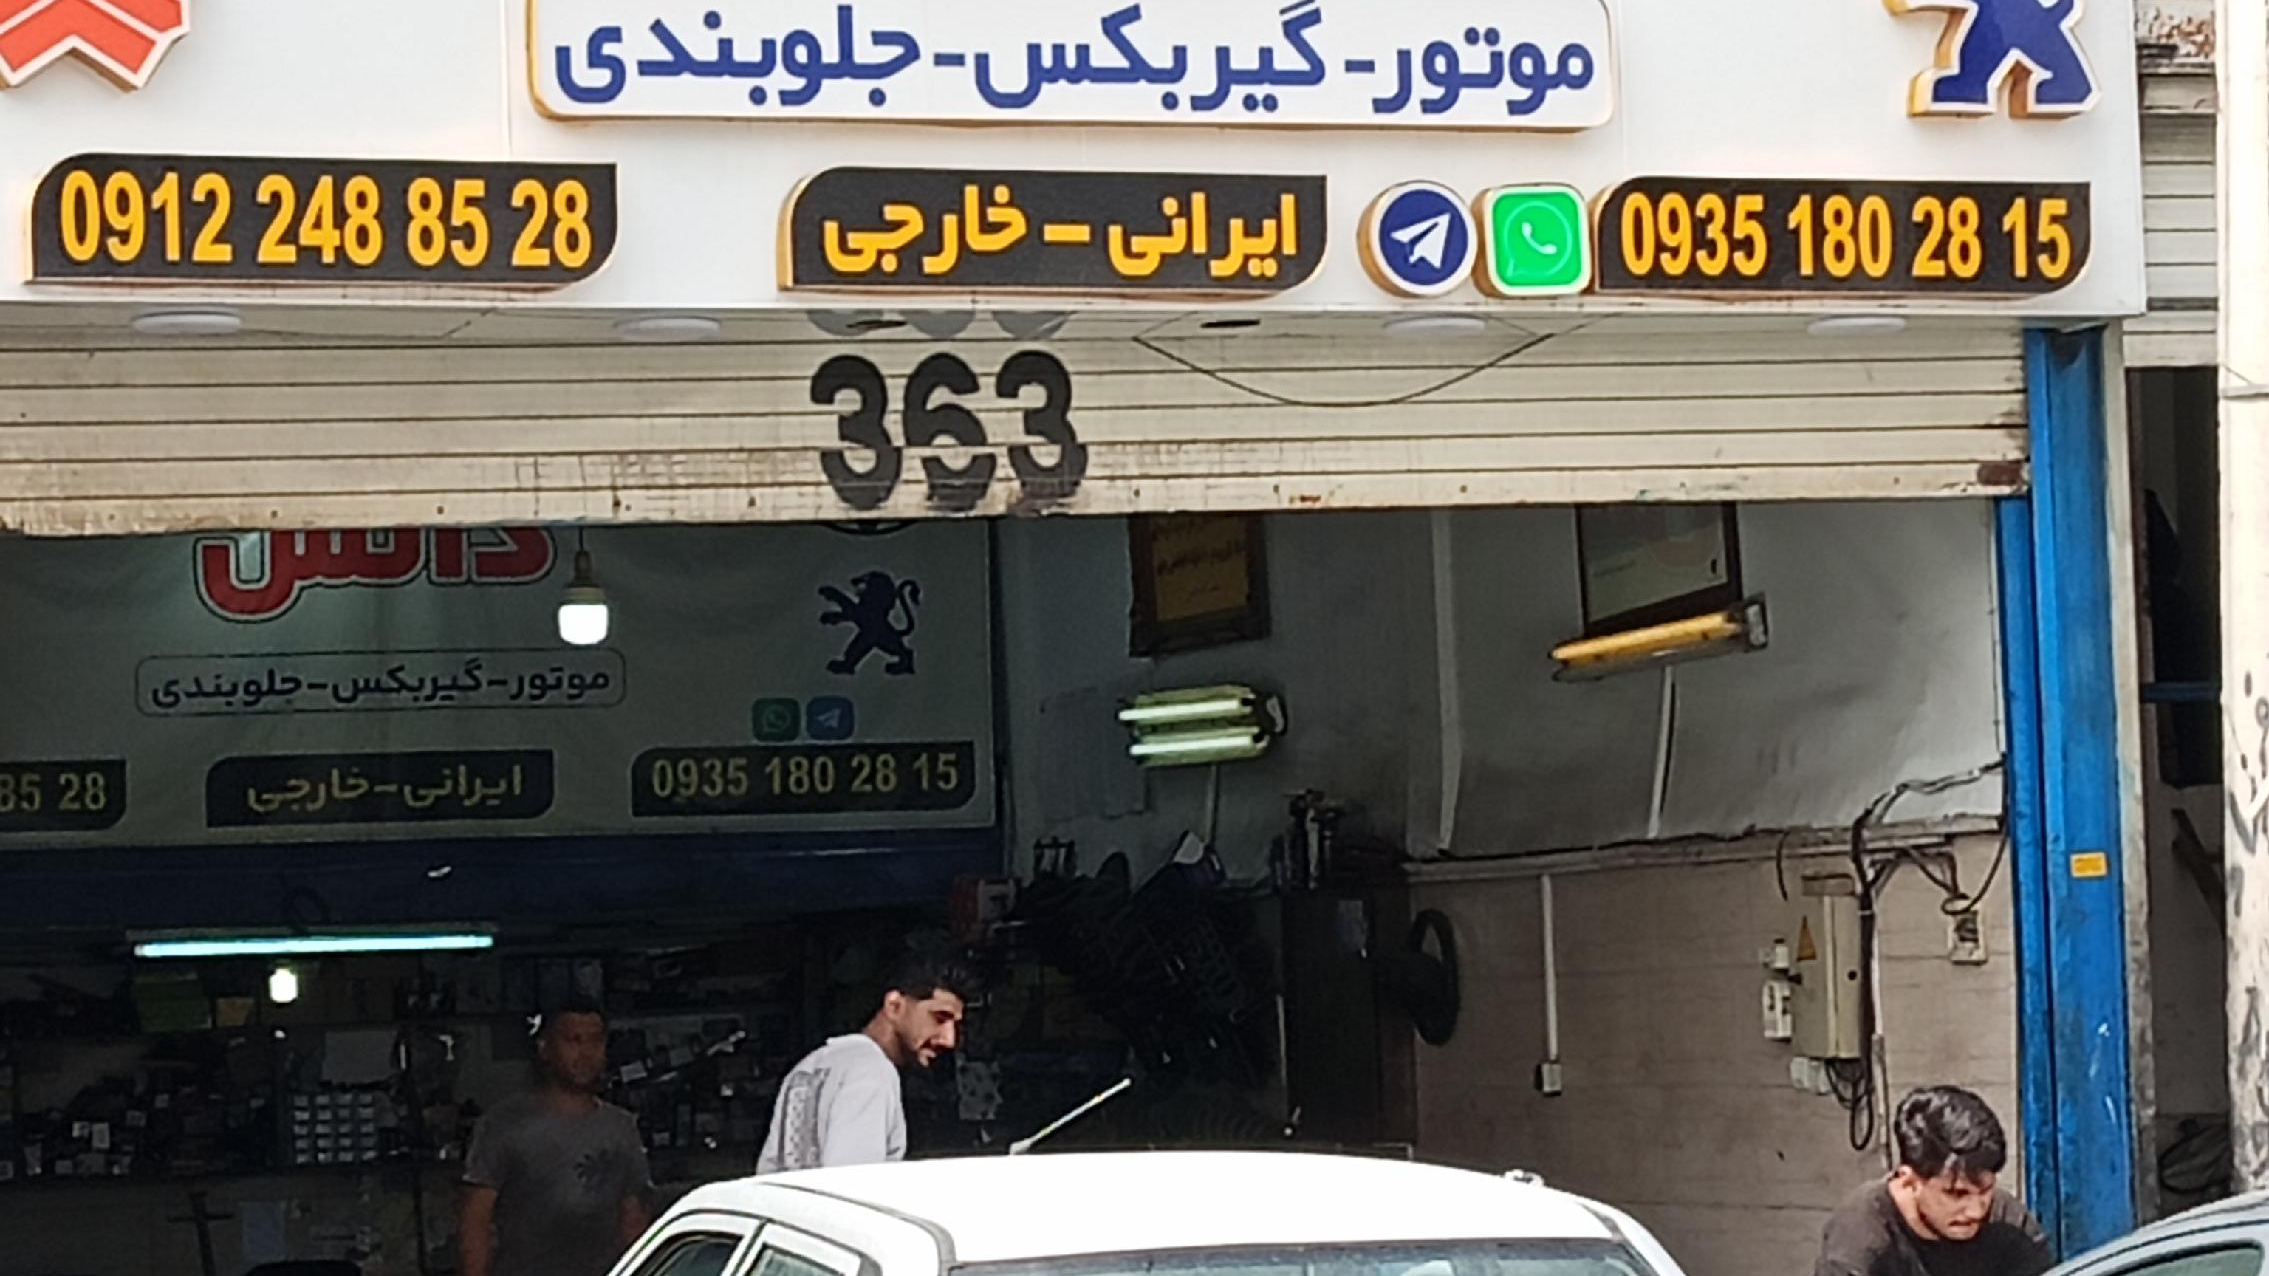 موتور-گیربکس-جلوبندی
0912 248 85 28
ایرانی-خارجی
0935 180 28 15
363
موتور-گیربکس-جلوبندی
85 28
ایرانی-خارجی
0935 180 28 15